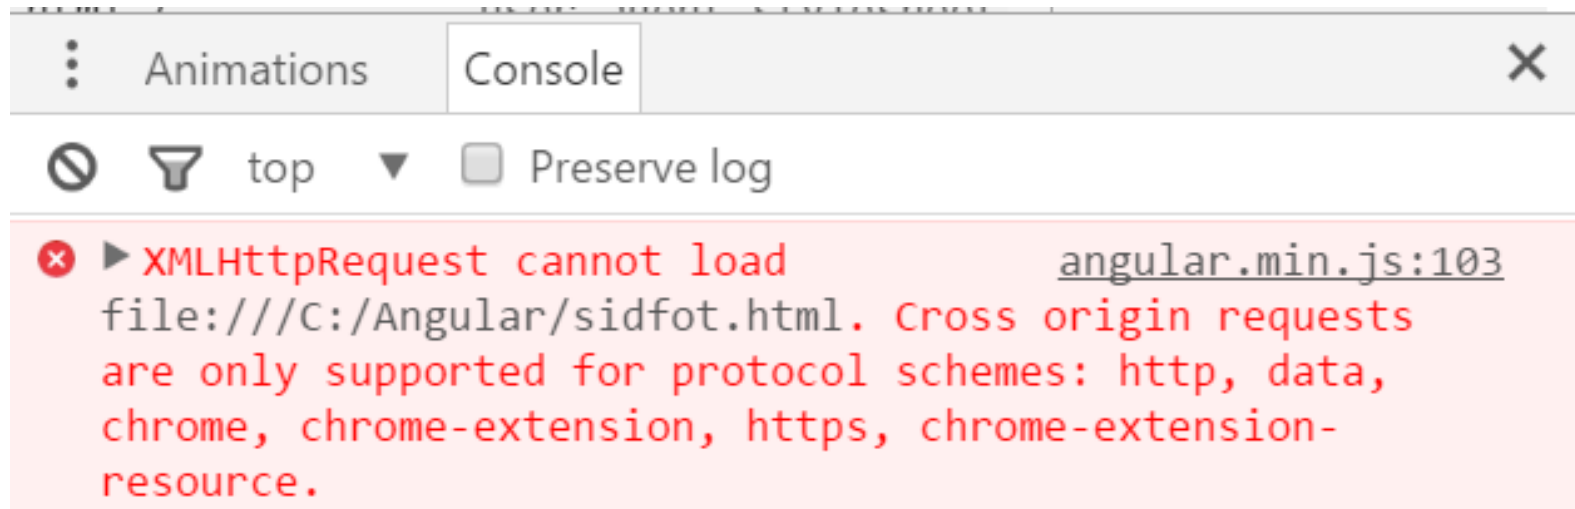 Animations Console
top Preserve log
XMLHttpRequest cannot load angular.min.js:103
file:///C:/Angular/sidfot.html. Cross origin requests
are only supported for protocol schemes: http, data,
chrome, chrome-extension, https, chrome-extension-
resource.